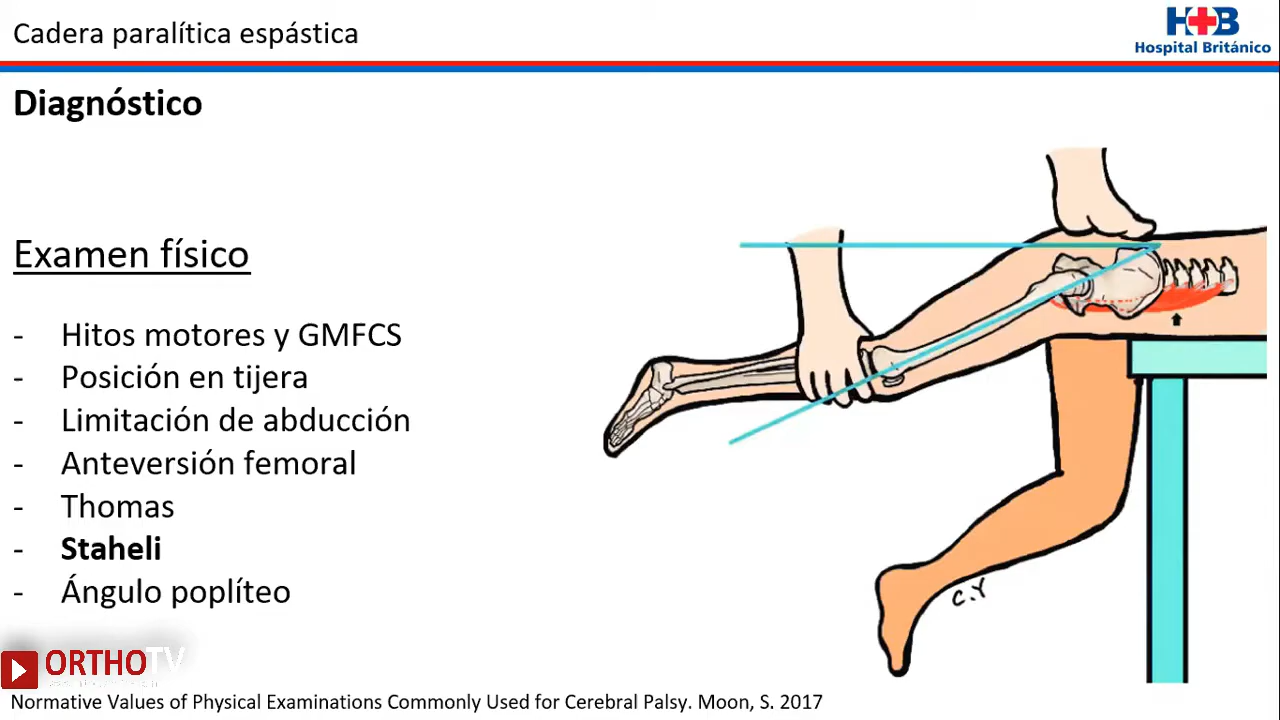 Cadera paralítica espástica
H+B
Hospital Británico
Diagnóstico
Examen físico
- Hitos motores y GMFCS
- Posición en tijera
- Limitación de abducción
- Anteversión femoral
- Thomas
- Staheli
- Ángulo poplíteo
C.Y
ORTHOTV
Normative Values of Physical Examinations Commonly Used for Cerebral Palsy. Moon, S. 2017